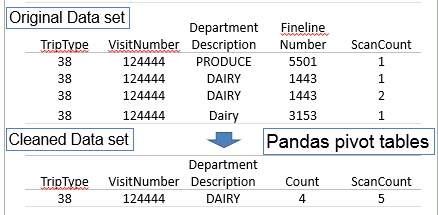 Original Data set
Department Fineline
TripType VisitNumber Description Number ScanCount
38 124444 PRODUCE 5501 1
38 124444 DAIRY 1443 1
38 124444 DAIRY 1443 2
38 124444 Dairy 3153 1
Cleaned Data set Pandas pivot tables
Department
TripType VisitNumber Description Count ScanCount
38 124444 DAIRY 4 5